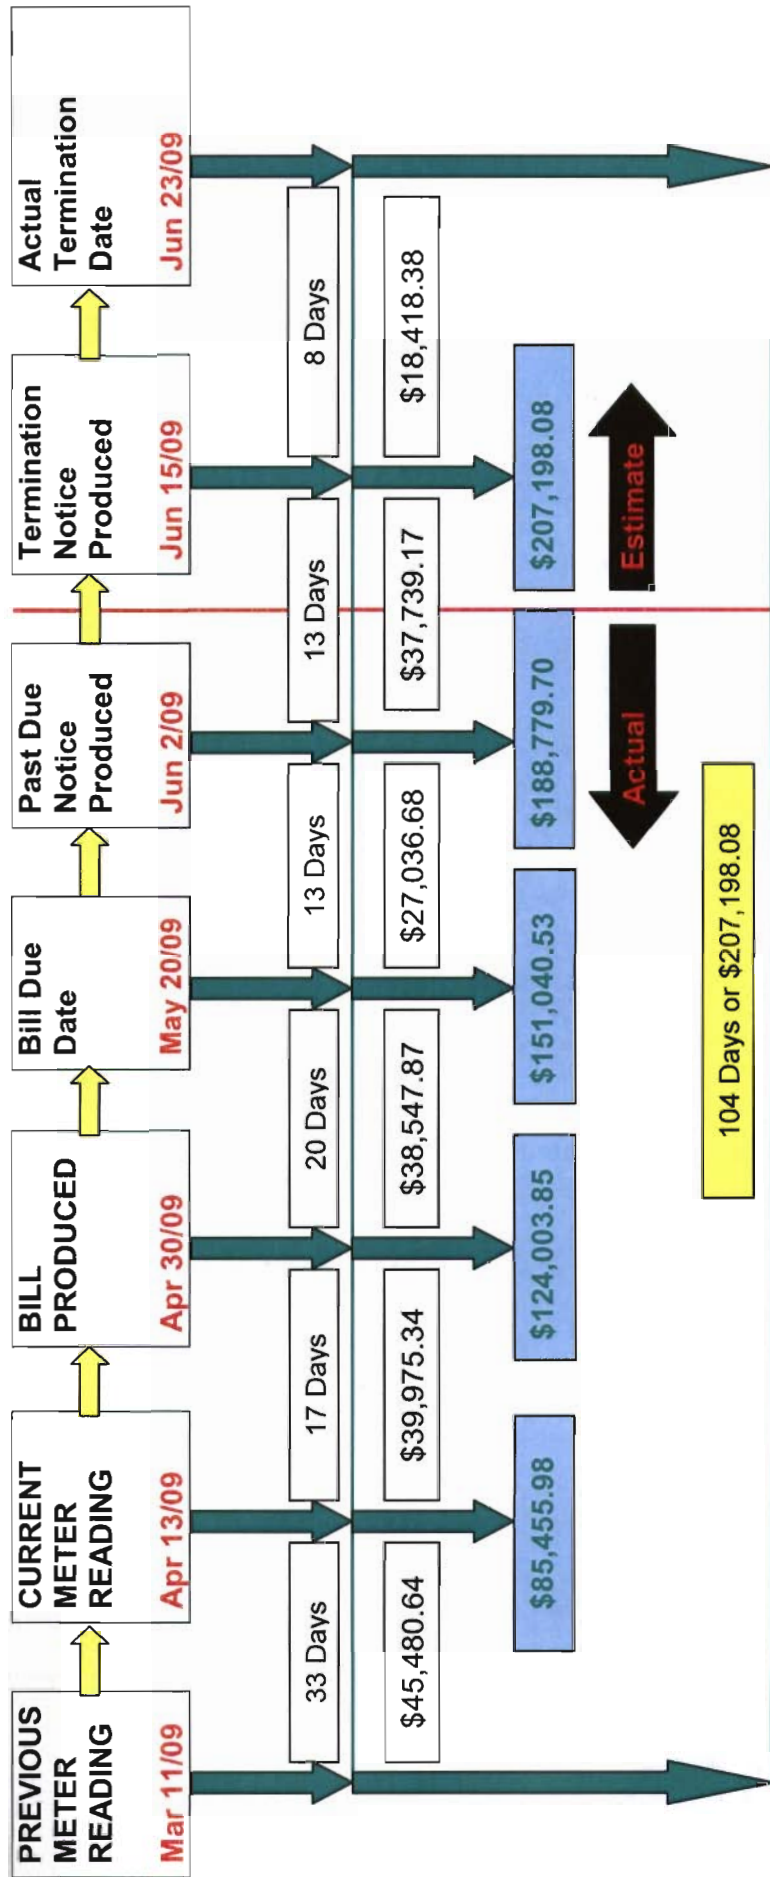 PREVIOUS
METER
READING
Mar 11/09
CURRENT
METER
READING
Apr 13/09
BILL
PRODUCED
Apr 30/09
Bill Due
Date
May 20/09
Past Due
Notice
Produced
Jun 2/09
Termination
Notice
Produced
Jun 15/09
Actual
Termination
Date
Jun 23/09
33 Days
17 Days
20 Days
13 Days
13 Days
8 Days
$45,480.64
$39,975.34
$38,547.87
$27,036.68
$37,739.17
$18,418.38
$85,455.98
$124,003.85
$151,040.53
$188,779.70
$207,198.08
Actual
Estimate
104 Days or $207,198.08